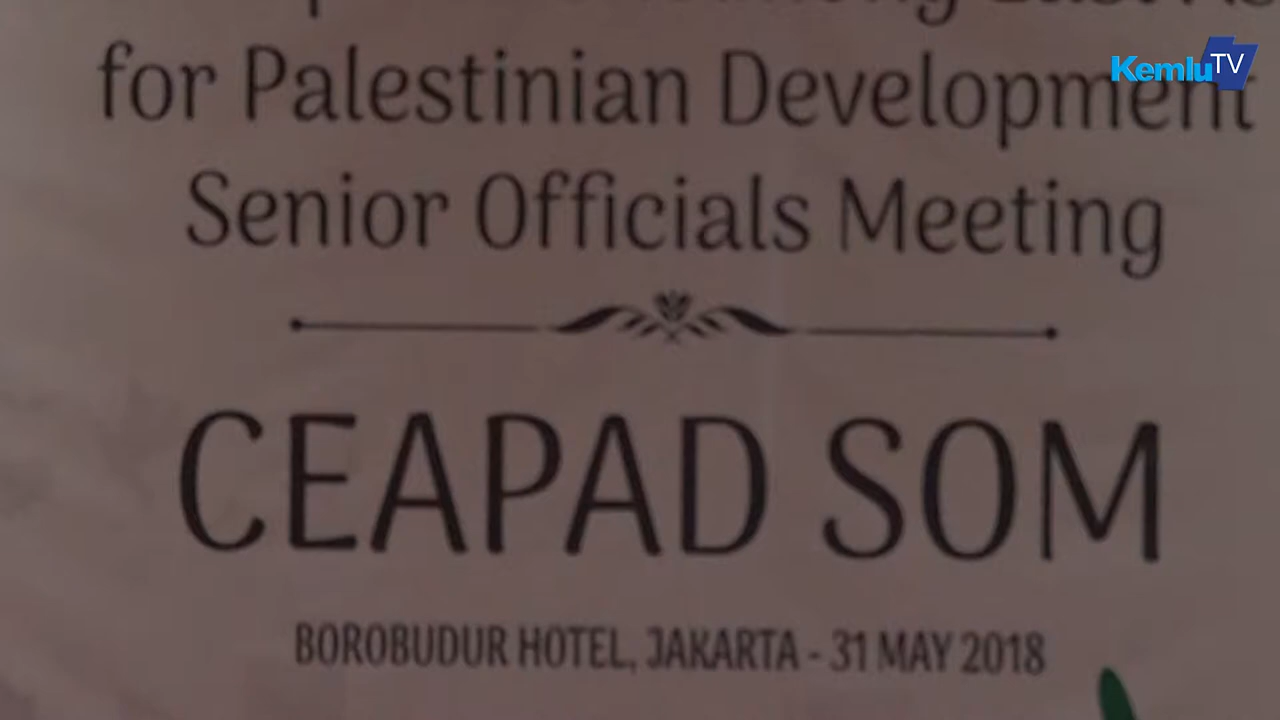 for Palestinian Development
Senior Officials Meeting
CEAPAD SOM
BOROBUDUR HOTEL, JAKARTA - 31 MAY 2018
KemluTV